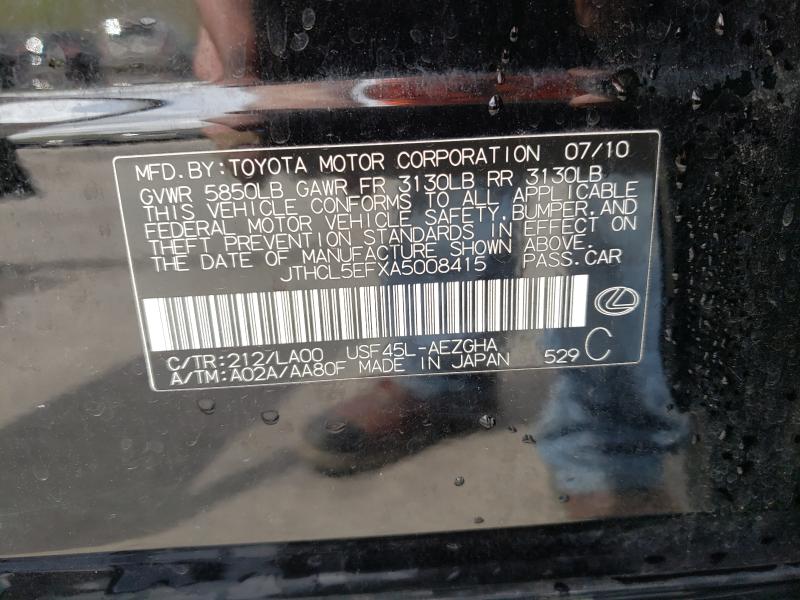 MFD.BY:TOYOTA MOTOR CORPORATION 07/10
GVWR 5850LB GAWR FR 3130LB RR 3130LB
THIS VEHICLE CONFORMS TO ALL APPLICABLE
FEDERAL MOTOR VEHICLE SAFETY,BUMPER,AND
THEFT PREVENTION STANDARDS IN EFFECT ON
THE DATE OF MANUFACTURE SHOWN ABOVE.
JTHCL5EFXA5008415 PASS.CAR
C/TR:212/LA00 USF45L-AEZGHA
A/TM:A02A/AA80F MADE IN JAPAN 529 C